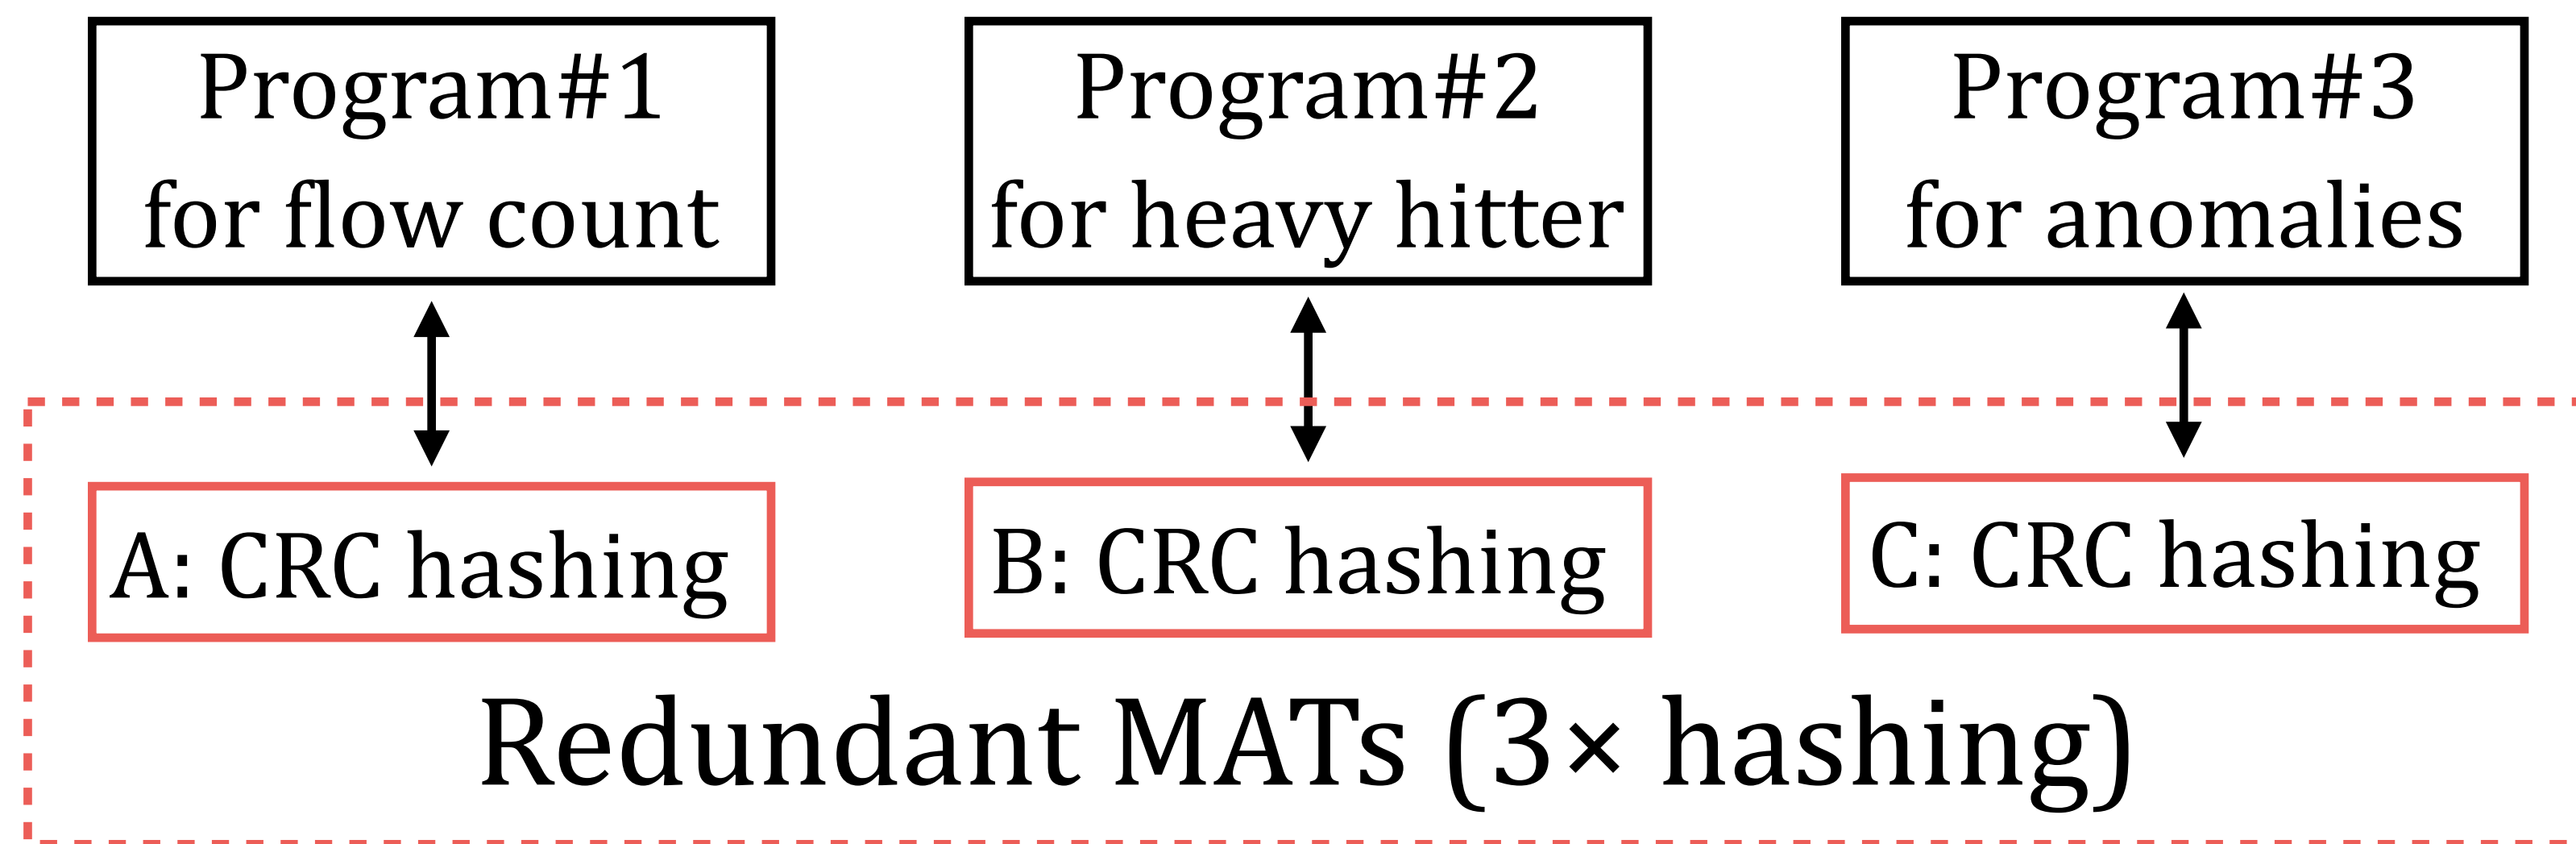 Program#1
for flow count
Program#2
for heavy hitter
Program#3
for anomalies
A: CRC hashing
B: CRC hashing
C: CRC hashing
Redundant MATs (3× hashing)